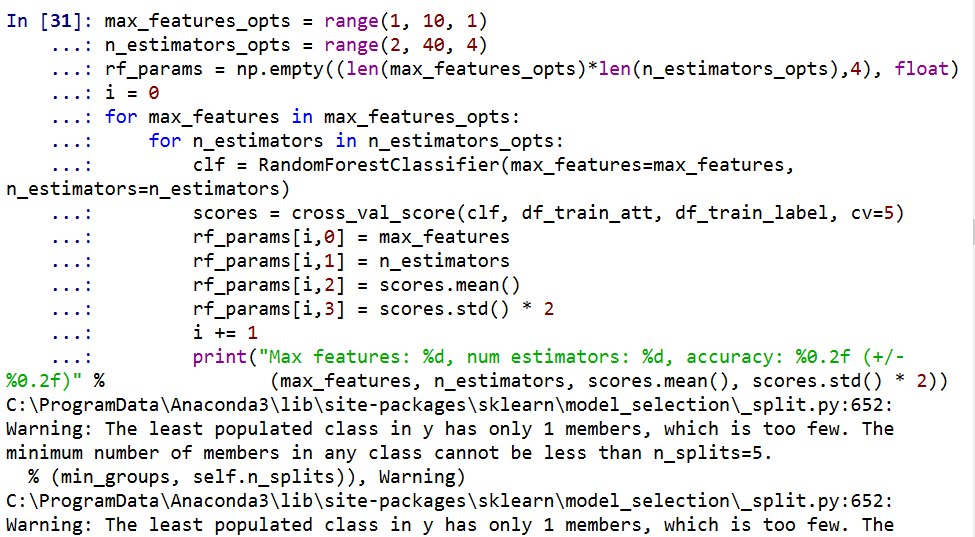 In [31]: max_features_opts = range(1, 10, 1)
    ...: n_estimators_opts = range(2, 40, 4)
    ...: rf_params = np.empty((len(max_features_opts)*len(n_estimators_opts),4), float)
    ...: i = 0
    ...: for max_features in max_features_opts:
    ...:     for n_estimators in n_estimators_opts:
    ...:         clf = RandomForestClassifier(max_features=max_features,
n_estimators=n_estimators)
    ...:         scores = cross_val_score(clf, df_train_att, df_train_label, cv=5)
    ...:         rf_params[i,0] = max_features
    ...:         rf_params[i,1] = n_estimators
    ...:         rf_params[i,2] = scores.mean()
    ...:         rf_params[i,3] = scores.std() * 2
    ...:         i += 1
    ...:         print("Max features: %d, num estimators: %d, accuracy: %0.2f (+/-
%0.2f)" %               (max_features, n_estimators, scores.mean(), scores.std() * 2))
C:\ProgramData\Anaconda3\lib\site-packages\sklearn\model_selection\_split.py:652:
Warning: The least populated class in y has only 1 members, which is too few. The
minimum number of members in any class cannot be less than n_splits=5.
  % (min_groups, self.n_splits)), Warning)
C:\ProgramData\Anaconda3\lib\site-packages\sklearn\model_selection\_split.py:652:
Warning: The least populated class in y has only 1 members, which is too few. The